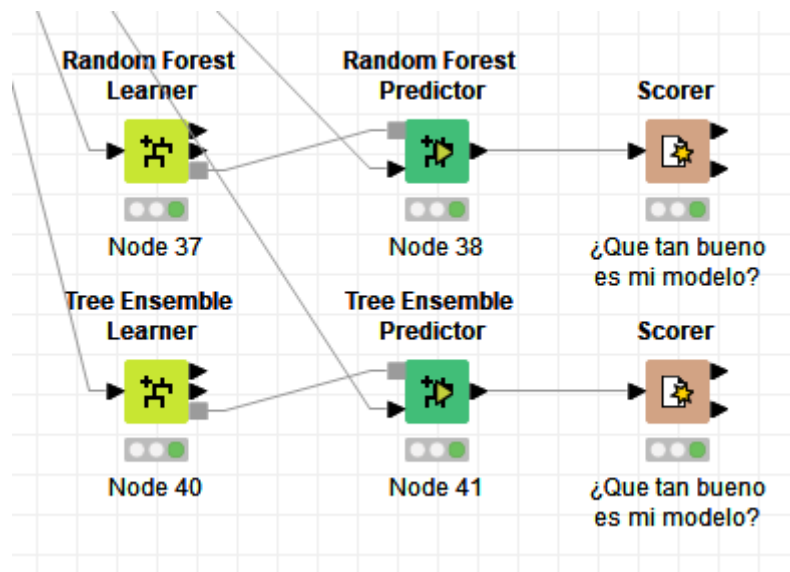 Random Forest
Learner
Random Forest
Predictor
Scorer
Node 37
Node 38
¿Que tan bueno
es mi modelo?
Tree Ensemble
Learner
Tree Ensemble
Predictor
Scorer
Node 40
Node 41
¿Que tan bueno
es mi modelo?